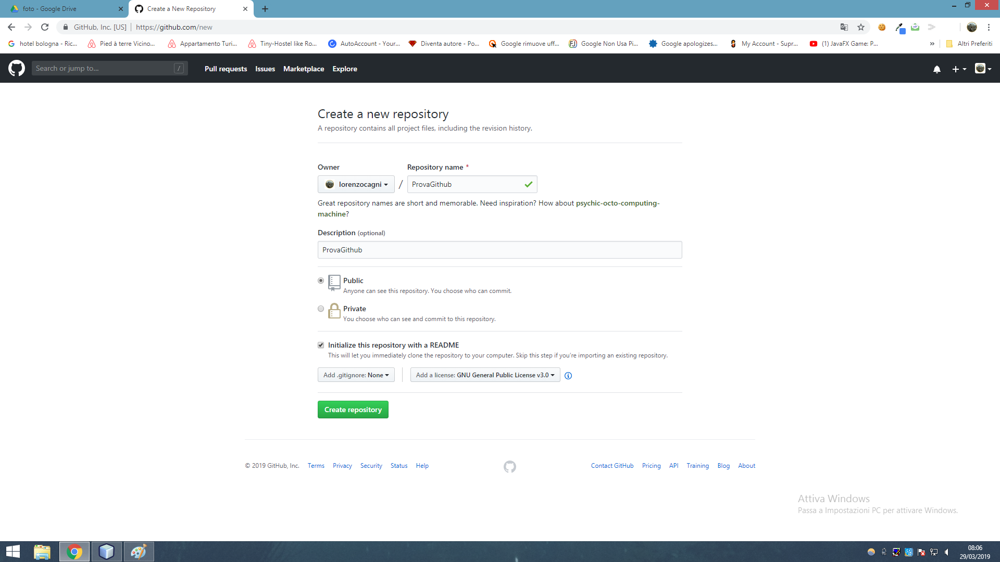 foto - Google Drive
Create a New Repository
GitHub, Inc. [US] https://github.com/new
hotel bologna - Ric... Pied à terre Vicino... Appartamento Turi... Tiny-Hostel like Ro... AutoAccount - Your... Diventa autore - Po... Google rimuove uff... Google Non Usa Pi... Google apologizes... My Account - Supr... (1) JavaFX Game: P... » Altri Preferiti
Search or jump to... / Pull requests Issues Marketplace Explore
Create a new repository
A repository contains all project files, including the revision history.
Owner Repository name *
lorenzocagni / ProvaGithub
Great repository names are short and memorable. Need inspiration? How about psychic-octo-computing-
machine?
Description (optional)
ProvaGithub
Public
Anyone can see this repository. You choose who can commit.
Private
You choose who can see and commit to this repository.
Initialize this repository with a README
This will let you immediately clone the repository to your computer. Skip this step if you're importing an existing repository.
Add .gitignore: None Add a license: GNU General Public License v3.0
Create repository
© 2019 GitHub, Inc. Terms Privacy Security Status Help Contact GitHub Pricing API Training Blog About
Attiva Windows
Passa a Impostazioni PC per attivare Windows.
08:06
29/03/2019